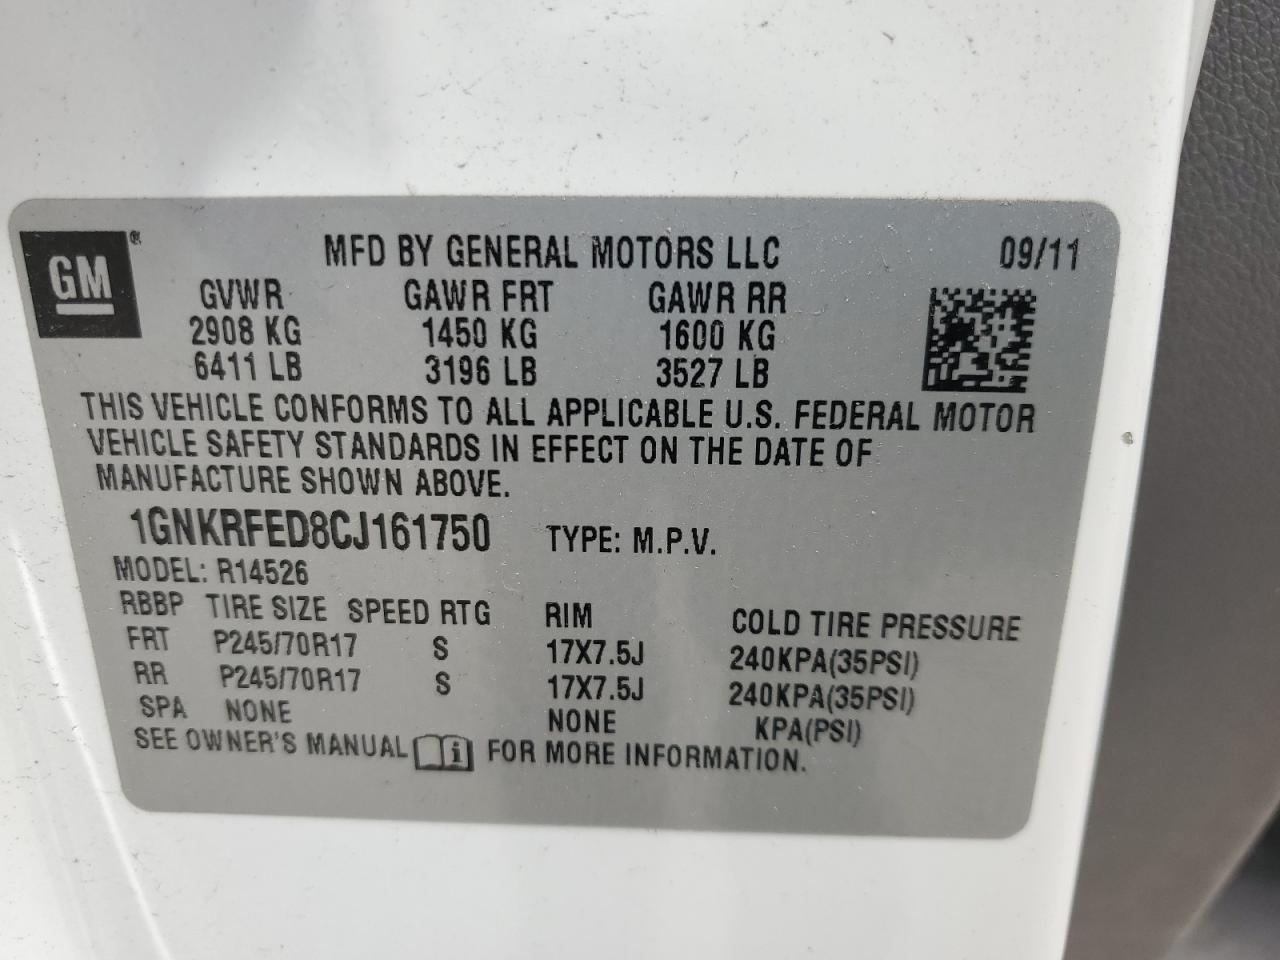 GM®
MFD BY GENERAL MOTORS LLC 09/11
GVWR GAWR FRT GAWR RR
2908 KG 1450 KG 1600 KG
6411 LB 3196 LB 3527 LB
THIS VEHICLE CONFORMS TO ALL APPLICABLE U.S. FEDERAL MOTOR
VEHICLE SAFETY STANDARDS IN EFFECT ON THE DATE OF
MANUFACTURE SHOWN ABOVE.
1GNKRFED8CJ161750 TYPE: M.P.V.
MODEL: R14526
RBBP TIRE SIZE SPEED RTG RIM COLD TIRE PRESSURE
FRT P245/70R17 S 17X7.5J 240KPA(35PSI)
RR P245/70R17 S 17X7.5J 240KPA(35PSI)
SPA NONE NONE KPA(PSI)
SEE OWNER'S MANUAL i FOR MORE INFORMATION.